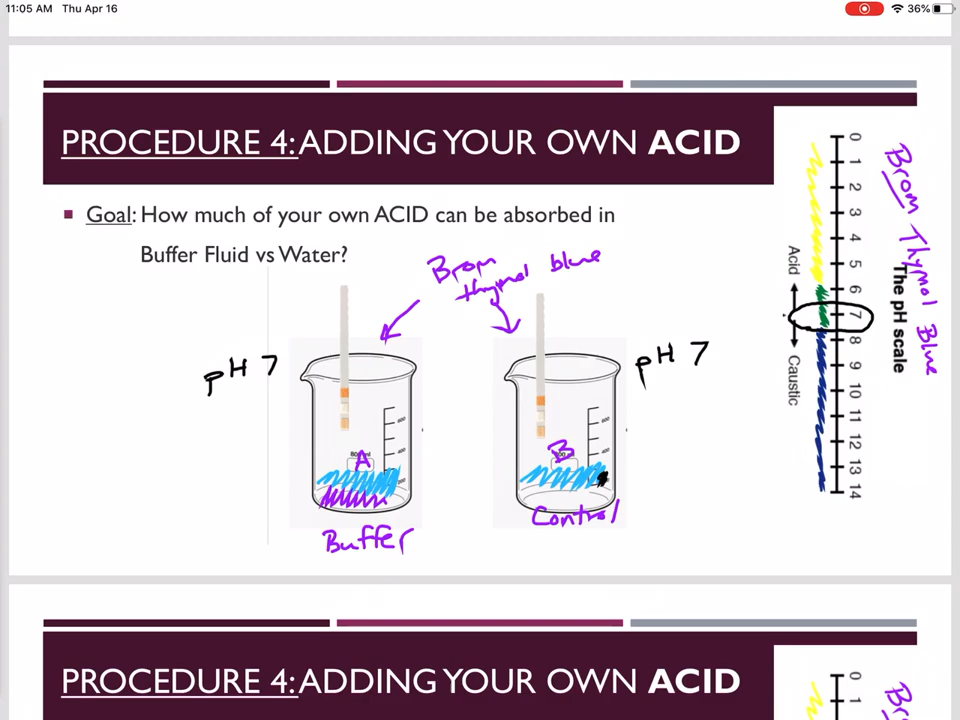 11:05 AM Thu Apr 16
36%
PROCEDURE 4: ADDING YOUR OWN ACID
Goal: How much of your own ACID can be absorbed in
Buffer Fluid vs Water?
Brom
thymol blue
pH 7
pH 7
A
B
Buffer
Control
0 1 2 3 4 5 6 7 8 9 10 11 12 13 14
Acid
Caustic
The pH scale
Brom Thymol Blue
PROCEDURE 4: ADDING YOUR OWN ACID
0
1
Br